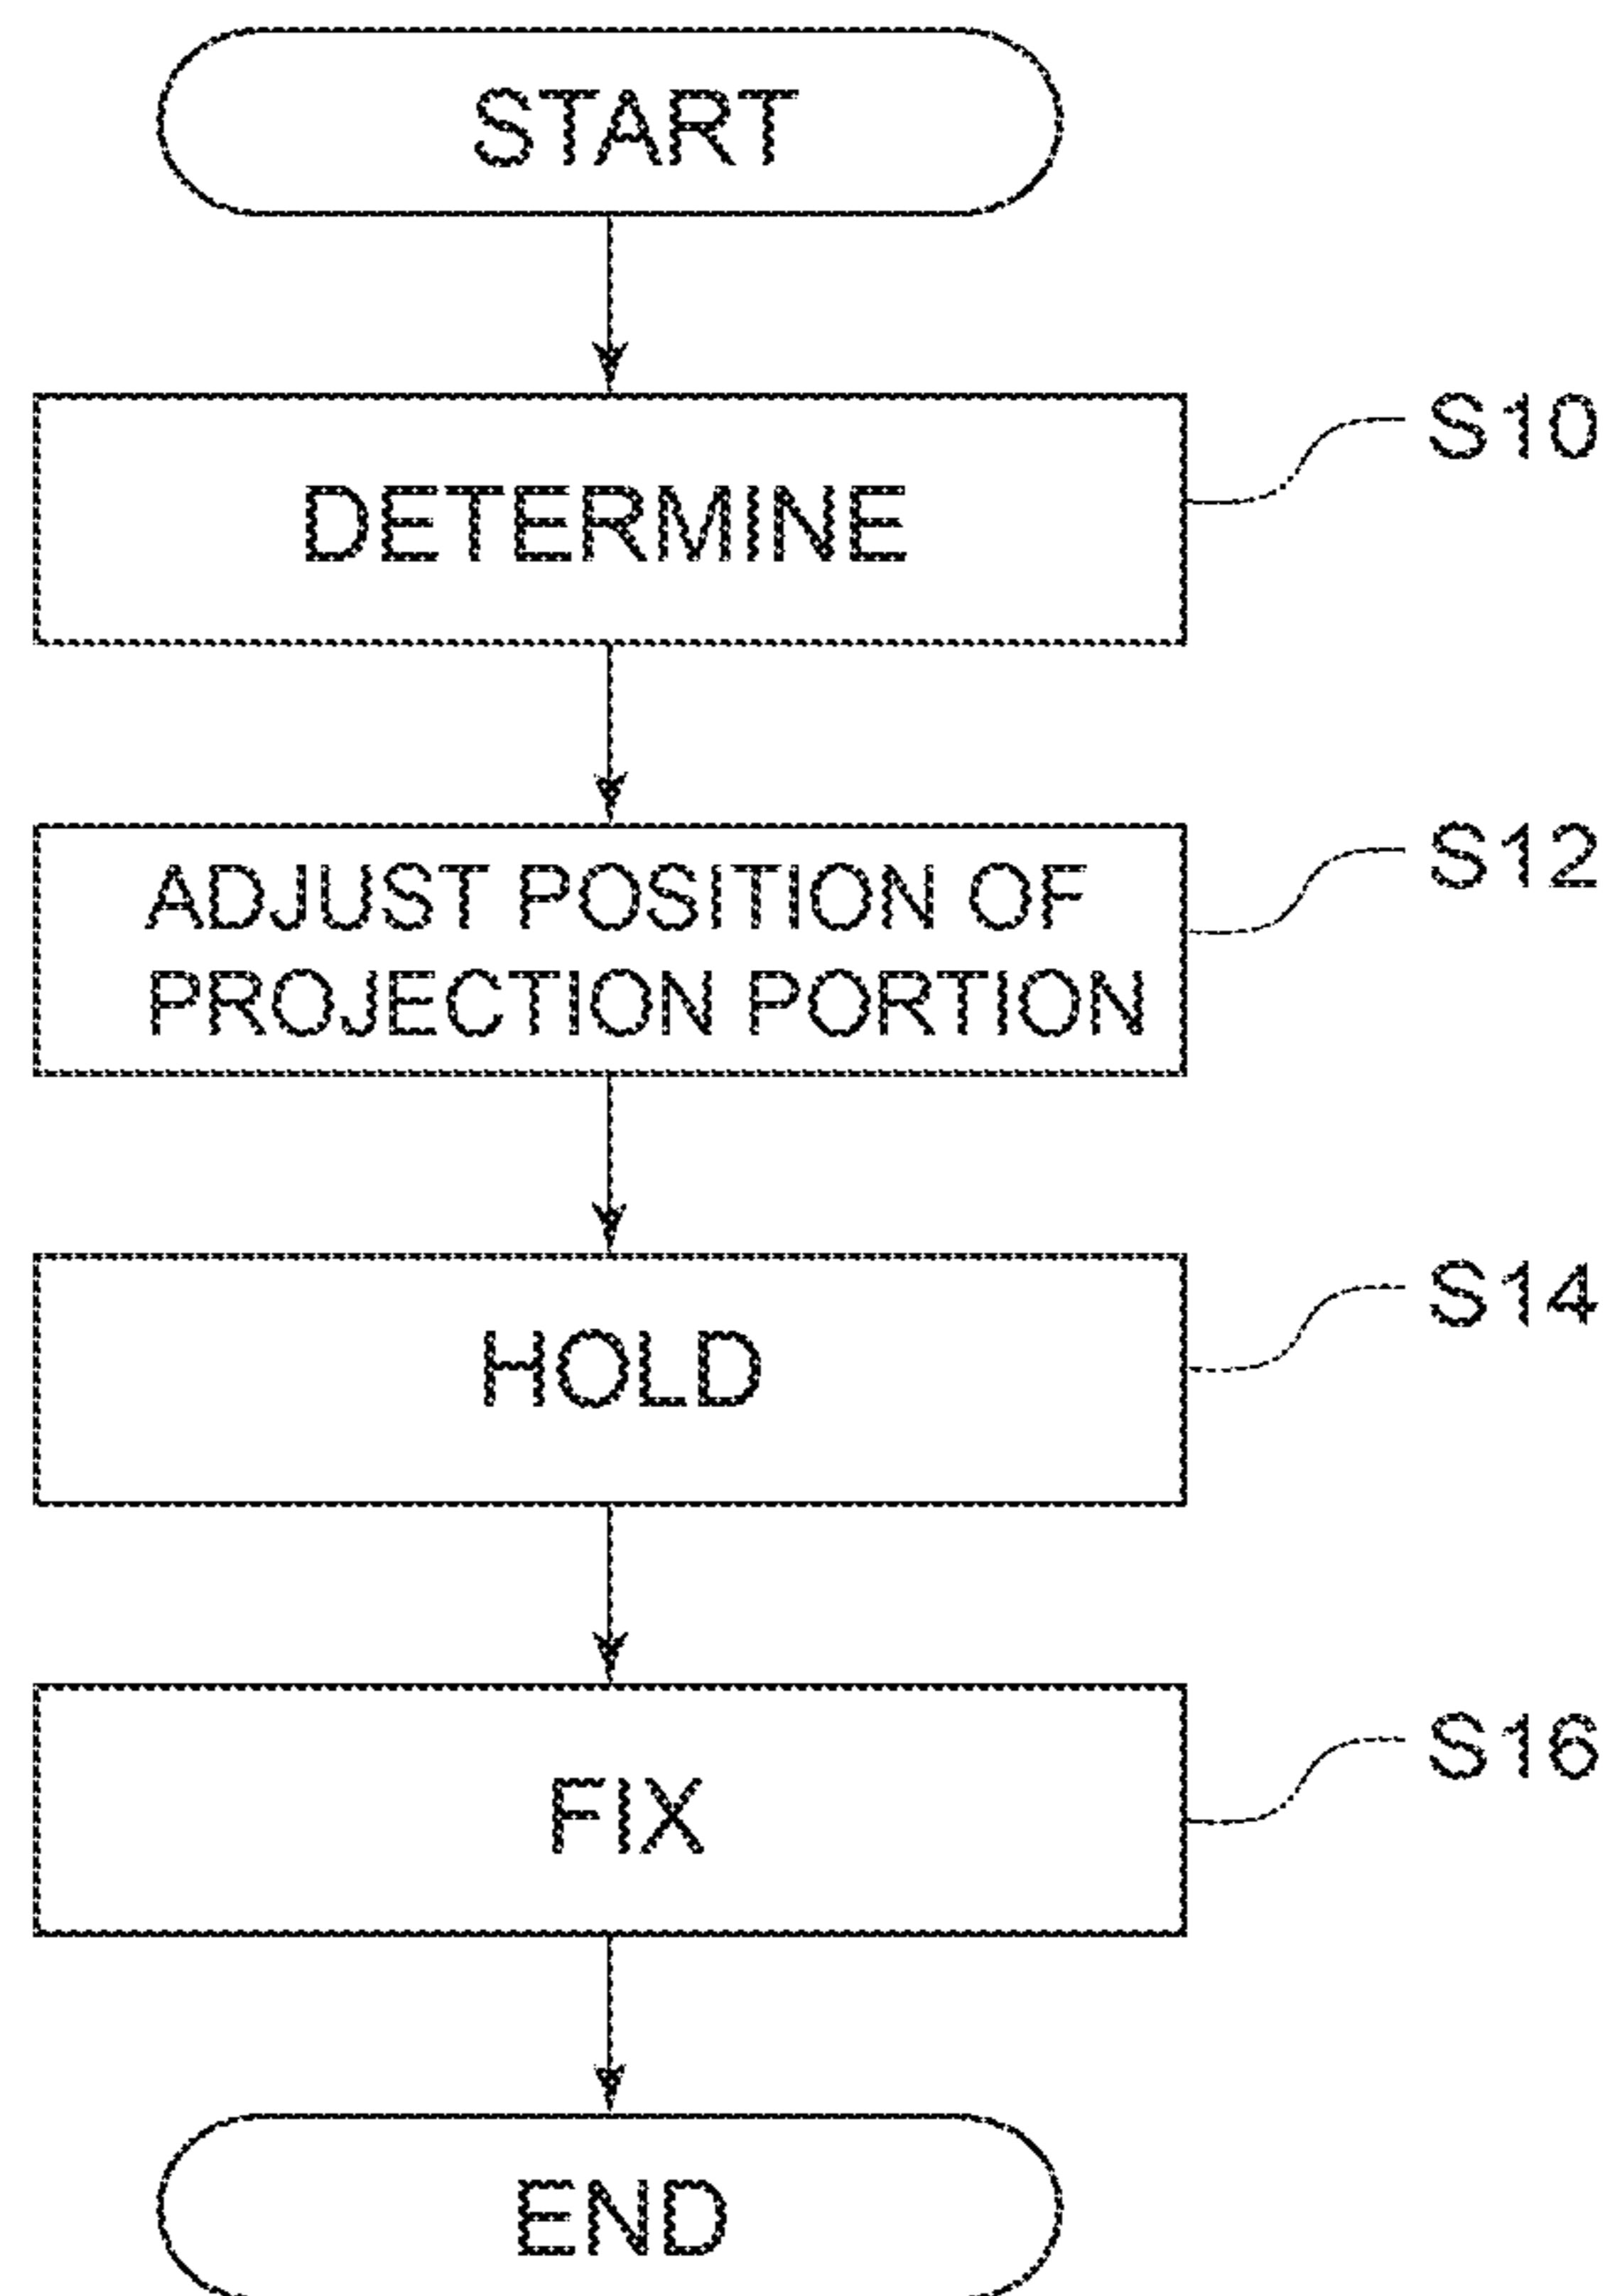 START
DETERMINE
S10
ADJUST POSITION OF
PROJECTION PORTION
S12
HOLD
S14
FIX
S16
END